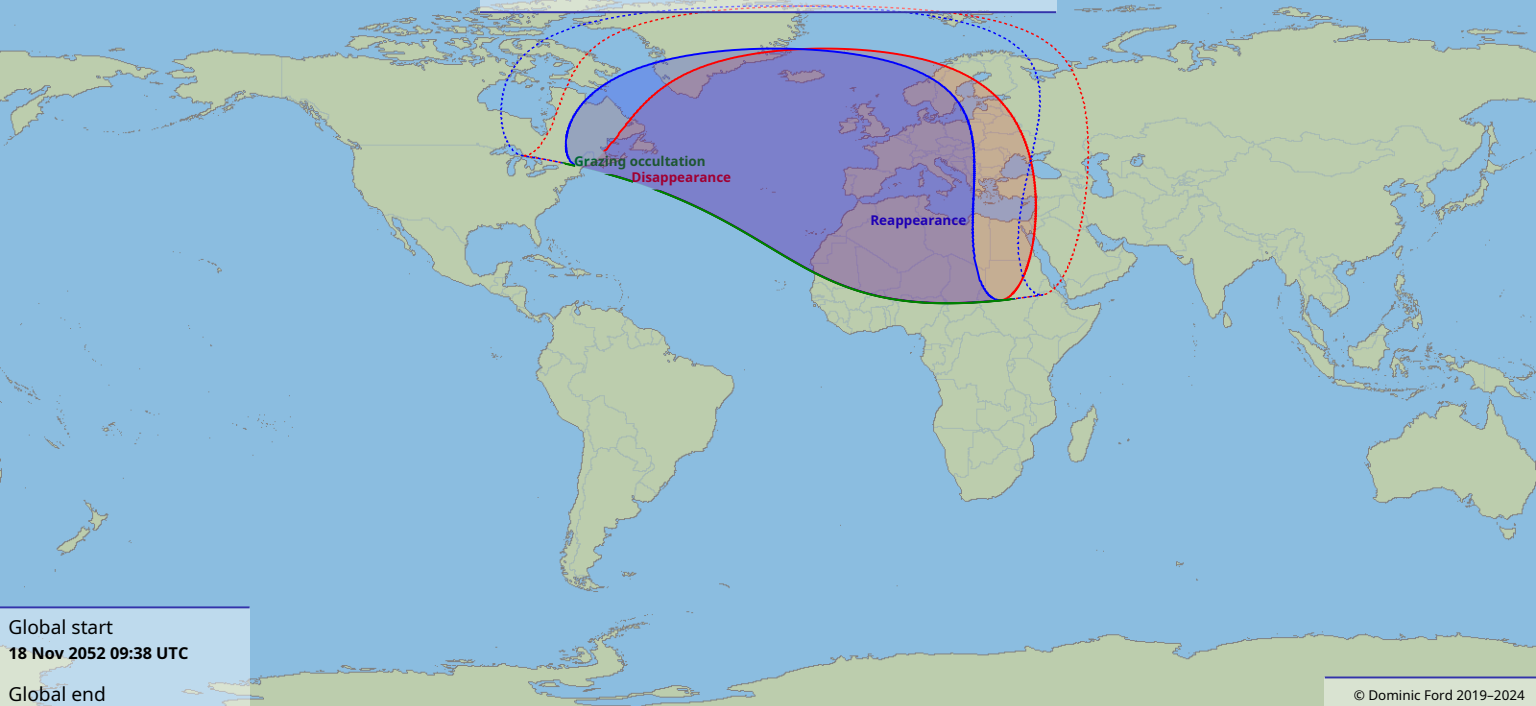 Grazing occultation
Disappearance
Reappearance
Global start
18 Nov 2052 09:38 UTC
Global end
© Dominic Ford 2019–2024